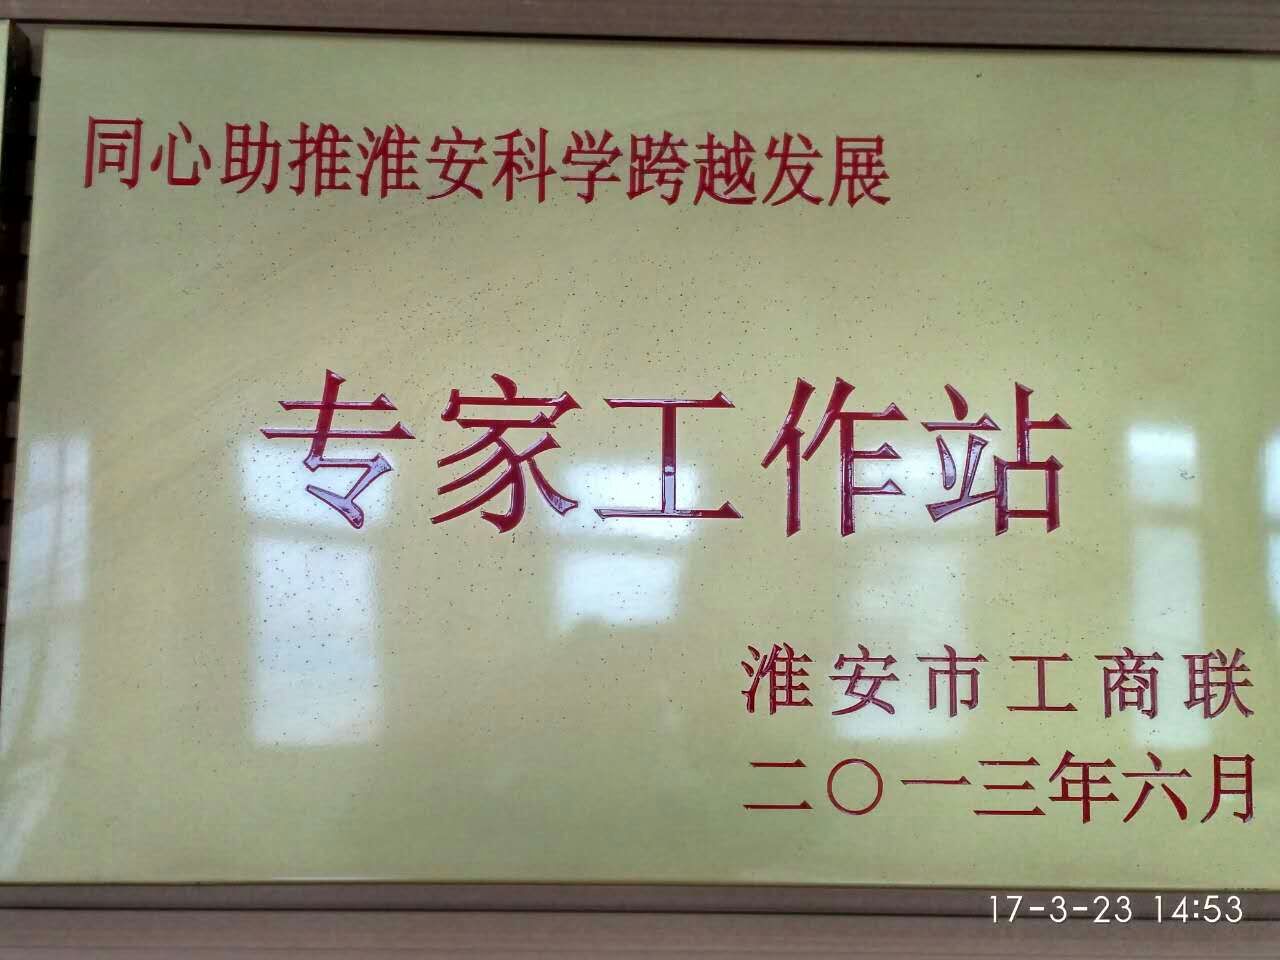 同心助推淮安科学跨越发展
专家工作站
淮安市工商联
二〇一三年六月
17-3-23 14:53